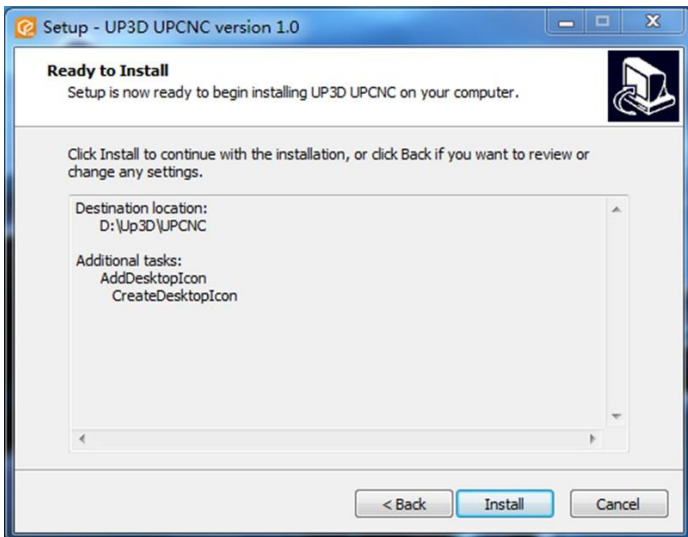 Setup - UP3D UPCNC version 1.0
Ready to Install
Setup is now ready to begin installing UP3D UPCNC on your computer.
Click Install to continue with the installation, or click Back if you want to review or
change any settings.
Destination location:
D:\Up3D\UPCNC
Additional tasks:
AddDesktopIcon
CreateDesktopIcon
< Back
Install
Cancel